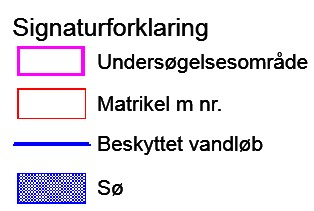 Signaturforklaring
Undersøgelsesområde
Matrikel m nr.
Beskyttet vandløb
Sø